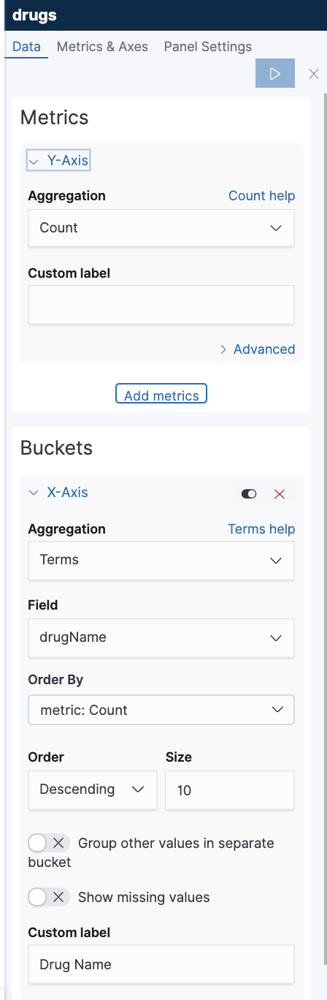 drugs
Data Metrics & Axes Panel Settings
Metrics
Y-Axis
Aggregation Count help
Count
Custom label
Advanced
Add metrics
Buckets
X-Axis
Aggregation Terms help
Terms
Field
drugName
Order By
metric: Count
Order Size
Descending 10
Group other values in separate
bucket
Show missing values
Custom label
Drug Name